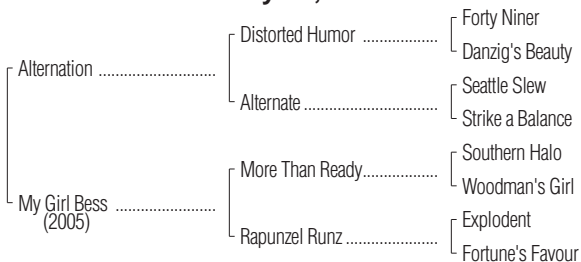 Forty Niner
Distorted Humor ..................
Danzig's Beauty
Alternation ............................
Seattle Slew
Alternate ................................
Strike a Balance
Southern Halo
More Than Ready..................
Woodman's Girl
My Girl Bess ........................
(2005)
Explodent
Rapunzel Runz ......................
Fortune's Favour